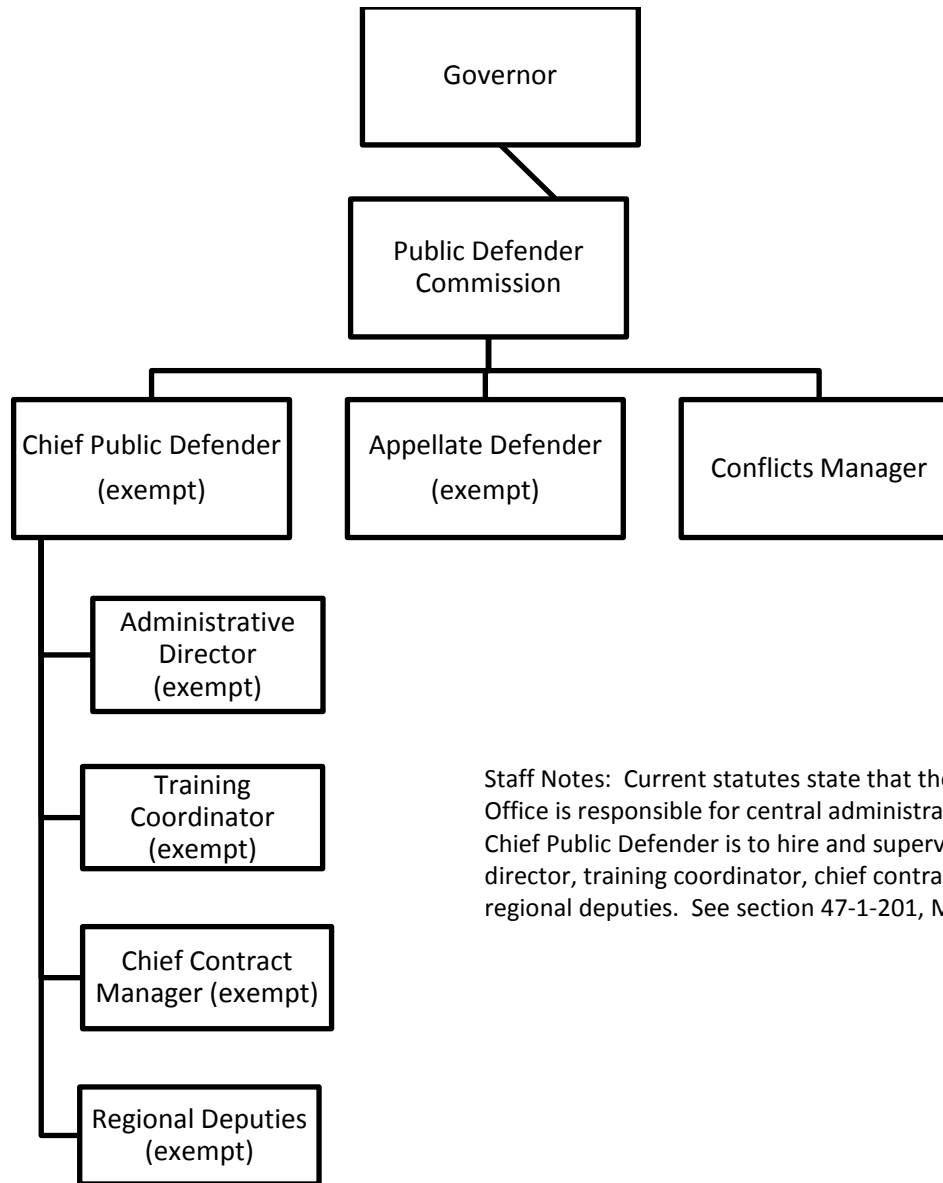 Governor
Public Defender
Commission
Chief Public Defender
(exempt)
Appellate Defender
(exempt)
Conflicts Manager
Administrative
Director
(exempt)
Training
Coordinator
(exempt)
Chief Contract
Manager (exempt)
Regional Deputies
(exempt)
Staff Notes: Current statutes state that the
Office is responsible for central administra
Chief Public Defender is to hire and superv
director, training coordinator, chief contra
regional deputies. See section 47-1-201, M